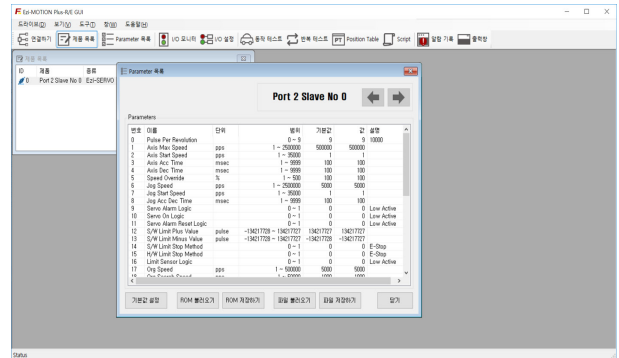 Ezi-MOTION Plus-R/E GUI
드라이브(D) 보기(V) 도구(T) 창(W) 도움말(H)
연결하기 제품 목록 Parameter 목록 I/O 모니터 I/O 설정 동작 테스트 반복 테스트 PT Position Table Script 알람 기록 출력창
제품 목록
ID 제품 종류
0 Port 2 Slave No 0 Ezi-SERVO
Parameter 목록
Port 2 Slave No 0
Parameters
번호 이름 단위 범위 기본값 값 설명
0 Pulse Per Revolution 0 ~ 9 9 9 10000
1 Axis Max Speed pps 1 ~ 2500000 500000 500000
2 Axis Start Speed pps 1 ~ 35000 1 1
3 Axis Acc Time msec 1 ~ 9999 100 100
4 Axis Dec Time msec 1 ~ 9999 100 100
5 Speed Override % 1 ~ 500 100 100
6 Jog Speed pps 1 ~ 2500000 5000 5000
7 Jog Start Speed pps 1 ~ 35000 1 1
8 Jog Acc Dec Time msec 1 ~ 9999 100 100
9 Servo Alarm Logic 0 ~ 1 0 0 Low Active
10 Servo On Logic 0 ~ 1 0 0 Low Active
11 Servo Alarm Reset Logic 0 ~ 1 0 0 Low Active
12 S/W Limit Plus Value pulse -134217728 ~ 134217727 134217727 134217727
13 S/W Limit Minus Value pulse -134217728 ~ 134217727 -134217728 -134217727
14 S/W Limit Stop Method 0 ~ 1 0 0 E-Stop
15 H/W Limit Stop Method 0 ~ 1 0 0 E-Stop
16 Limit Sensor Logic 0 ~ 1 0 0 Low Active
17 Org Speed pps 1 ~ 500000 5000 5000
18 Org Search Speed pps 1 ~ 50000 1000 1000
기본값 설정 ROM 불러오기 ROM 저장하기 파일 불러오기 파일 저장하기 닫기
Status